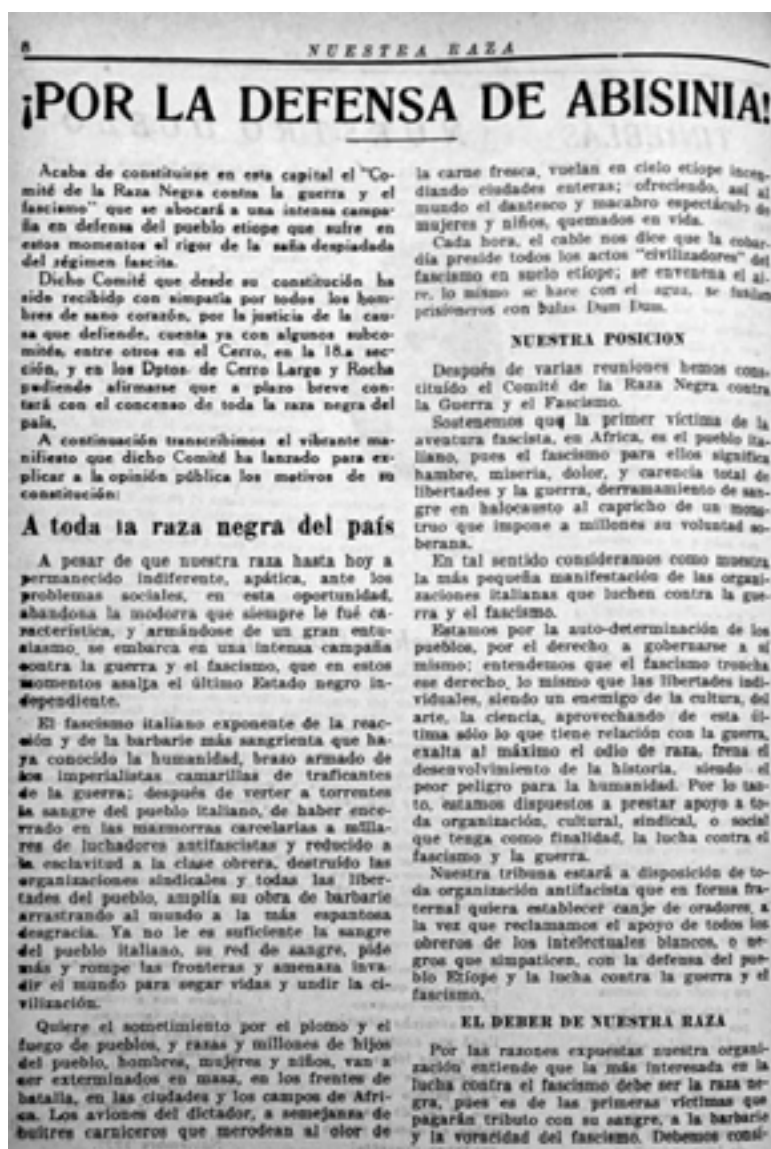 8
NUESTRA RAZA
¡POR LA DEFENSA DE ABISINIA!
Acaba de constituirse en esta capital el "Co-
mité de la Raza Negra contra la guerra y el
fascismo" que se abocará a una intensa campa-
ña en defensa del pueblo etiope que sufre en
estos momentos el rigor de la saña despiadada
del régimen fascita.
Dicho Comité que desde su constitución ha
sido recibido con simpatía por todos los hom-
bres de sano corazón, por la justicia de la cau-
sa que defiende, cuenta ya con algunos subco-
mités, entre otros en el Cerro, en la 18.a sec-
ción, y en los Dptos. de Cerro Largo y Rocha
pudiendo afirmarse que a plazo breve con-
tará con el concenso de toda la raza negra del
país.
A continuación transcribimos el vibrante ma-
nifiesto que dicho Comité ha lanzado para ex-
plicar a la opinión pública los motivos de su
constitución:
A toda la raza negra del país
A pesar de que nuestra raza hasta hoy a
permanecido indiferente, apática, ante los
problemas sociales, en esta oportunidad,
abandona la modorra que siempre le fué ca-
racterística, y armándose de un gran entu-
siasmo, se embarca en una intensa campaña
contra la guerra y el fascismo, que en estos
momentos asalta el último Estado negro in-
dependiente.
El fascismo italiano exponente de la reac-
ción y de la barbarie más sangrienta que ha-
ya conocido la humanidad, brazo armado de
los imperialistas camarillas de traficantes
de la guerra; después de verter a torrentes
la sangre del pueblo italiano, de haber ence-
rrado en las mazmorras carcelarias a milla-
res de luchadores antifascistas y reducido a
la esclavitud a la clase obrera, destruído las
organizaciones sindicales y todas las liber-
tades del pueblo, amplía su obra de barbarie
arrastrando al mundo a la más espantosa
desgracia. Ya no le es suficiente la sangre
del pueblo italiano, su red de sangre, pide
más y rompe las fronteras y amenaza inva-
dir el mundo para segar vidas y undir la ci-
vilización.
Quiere el sometimiento por el plomo y el
fuego de pueblos, y razas y millones de hijos
del pueblo, hombres, mujeres y niños, van a
ser exterminados en masa, en los frentes de
batalla, en las ciudades y los campos de Afri-
ca. Los aviones del dictador, a semejanza de
buitres carniceros que merodean al olor de
la carne fresca, vuelan en cielo etiope incen-
diando ciudades enteras; ofreciendo, así al
mundo el dantesco y macabro espectáculo de
mujeres y niños, quemados en vida.
Cada hora, el cable nos dice que la cobar-
día preside todos los actos "civilizadores" del
fascismo en suelo etíope; se envenena el ai-
re, lo mismo se hace con el agua, se fusilan
prisioneros con balas Dum Dum.
NUESTRA POSICION
Después de varias reuniones hemos cons-
tituído el Comité de la Raza Negra contra
la Guerra y el Fascismo.
Sostenemos que la primer víctima de la
aventura fascista, en Africa, es el pueblo ita-
liano, pues el fascismo para ellos significa
hambre, miseria, dolor, y carencia total de
libertades y la guerra, derramamiento de san-
gre en halocausto al capricho de un mons-
truo que impone a millones su voluntad so-
berana.
En tal sentido consideramos como nuestra
la más pequeña manifestación de las organi-
zaciones italianas que luchen contra la gue-
rra y el fascismo.
Estamos por la auto-determinación de los
pueblos, por el derecho a gobernarse a sí
mismo; entendemos que el fascismo troncha
ese derecho, lo mismo que las libertades indi-
viduales, siendo un enemigo de la cultura, del
arte, la ciencia, aprovechando de esta úl-
tima sólo lo que tiene relación con la guerra,
exalta al máximo el odio de raza, frena el
desenvolvimiento de la historia, siendo el
peor peligro para la humanidad. Por lo tan-
to, estamos dispuestos a prestar apoyo a to-
da organización, cultural, sindical, o social
que tenga como finalidad, la lucha contra el
fascismo y la guerra.
Nuestra tribuna estará a disposición de to-
da organización antifacista que en forma fra-
ternal quiera establecer canje de oradores, a
la vez que reclamamos el apoyo de todos los
obreros de los intelectuales blancos, o ne-
gros que simpaticen, con la defensa del pue-
blo Etíope y la lucha contra la guerra y el
fascismo.
EL DEBER DE NUESTRA RAZA
Por las razones expuestas nuestra organi-
zación entiende que la más interesada en la
lucha contra el fascismo debe ser la raza ne-
gra, pues es de las primeras víctimas que
pagarán tributo con su sangre, a la barbarie
y la voracidad del fascismo. Debemos consi-